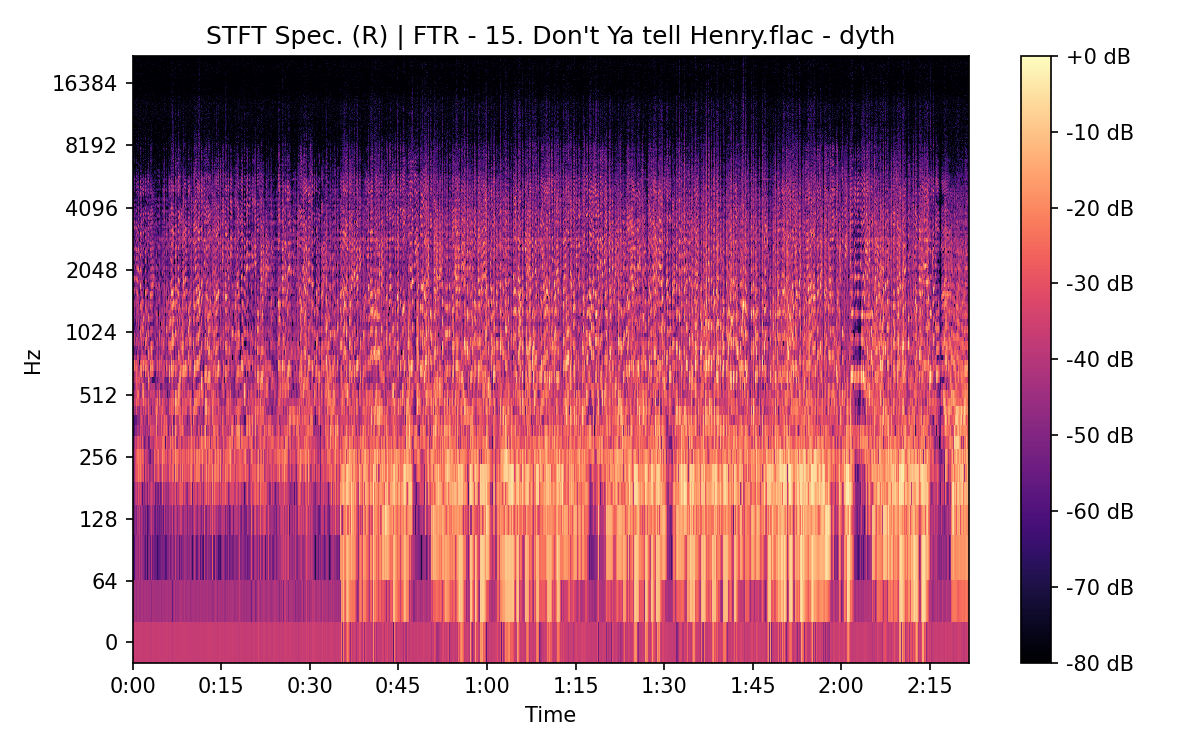 STFT Spec. (R) | FTR - 15. Don't Ya tell Henry.flac - dyth
16384
8192
4096
2048
1024
512
256
128
64
0
Hz
0:00 0:15 0:30 0:45 1:00 1:15 1:30 1:45 2:00 2:15
Time
+0 dB
-10 dB
-20 dB
-30 dB
-40 dB
-50 dB
-60 dB
-70 dB
-80 dB